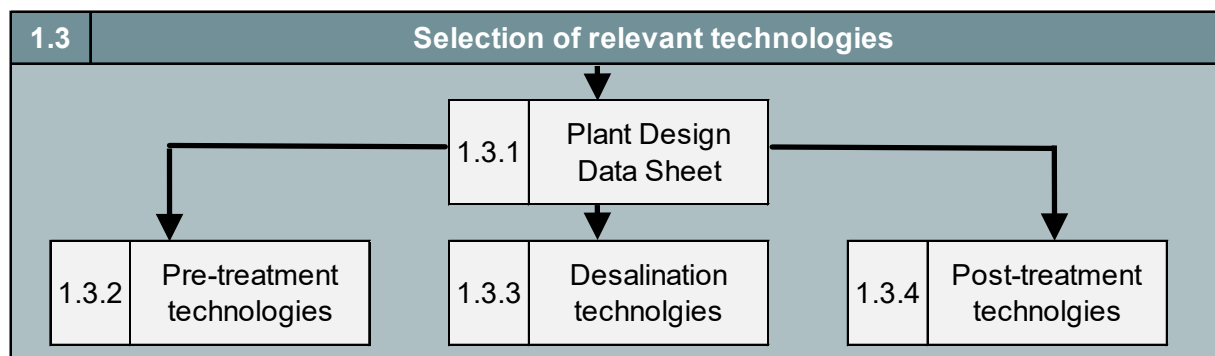 1.3 Selection of relevant technologies
1.3.1
Plant Design
Data Sheet
1.3.2
Pre-treatment
technologies
1.3.3
Desalination
technolgies
1.3.4
Post-treatment
technolgies